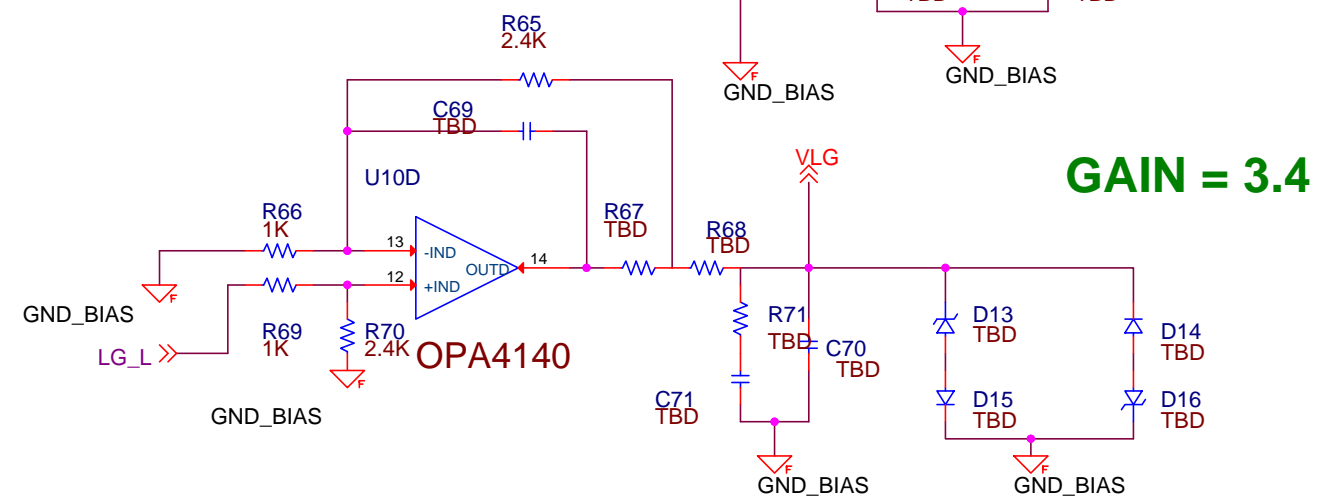 R65
2.4K
GND_BIAS
GND_BIAS
C69
TBD
VLG
GAIN = 3.4
U10D
R66
1K
R67
TBD
R68
TBD
13
-IND
14
OUTD
12
+IND
GND_BIAS
R69
1K
R70
2.4K
OPA4140
LG_L
R71
TBD
C70
TBD
D13
TBD
D14
TBD
C71
TBD
D15
TBD
D16
TBD
GND_BIAS
GND_BIAS
GND_BIAS
F
F
F
F
F
F